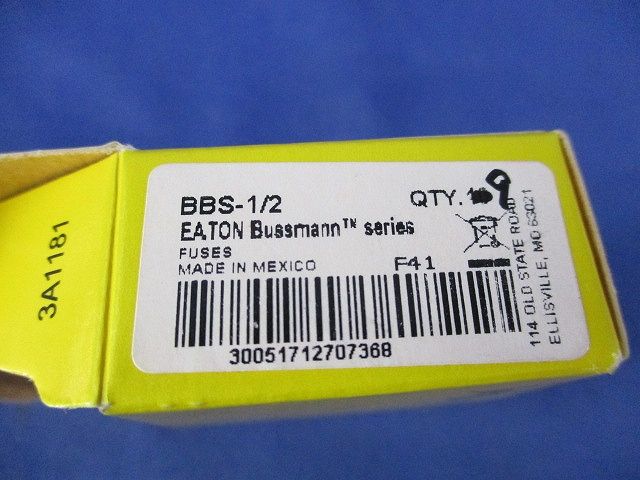 BBS-1/2
QTY. 9
EATON Bussmann™ series
FUSES
MADE IN MEXICO
F41
30051712707368
114 OLD STATE ROAD
ELLISVILLE, MO 63021
3A1181